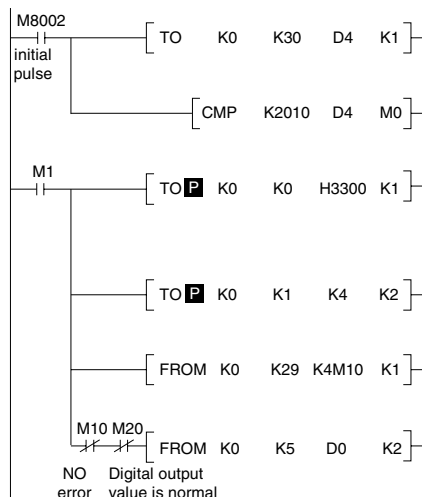 M8002
TO K0 K30 D4 K1
initial
pulse
CMP K2010 D4 M0
M1
TO P K0 K0 H3300 K1
TO P K0 K1 K4 K2
FROM K0 K29 K4M10 K1
M10 M20
FROM K0 K5 D0 K2
NO Digital output
error value is normal